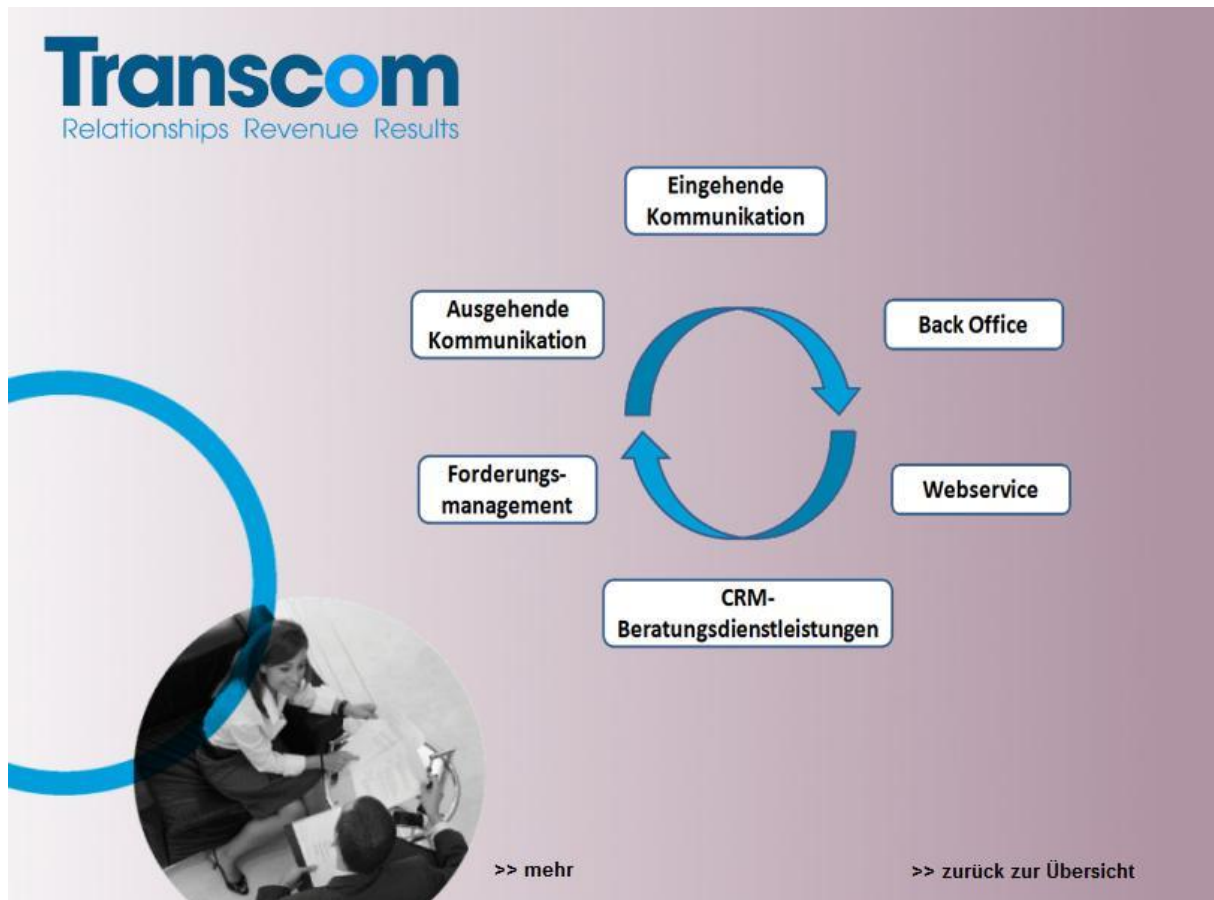 Transcom
Relationships Revenue Results
Eingehende
Kommunikation
Ausgehende
Kommunikation
Back Office
Forderungs-
management
Webservice
CRM-
Beratungsdienstleistungen
>> mehr
>> zurück zur Übersicht